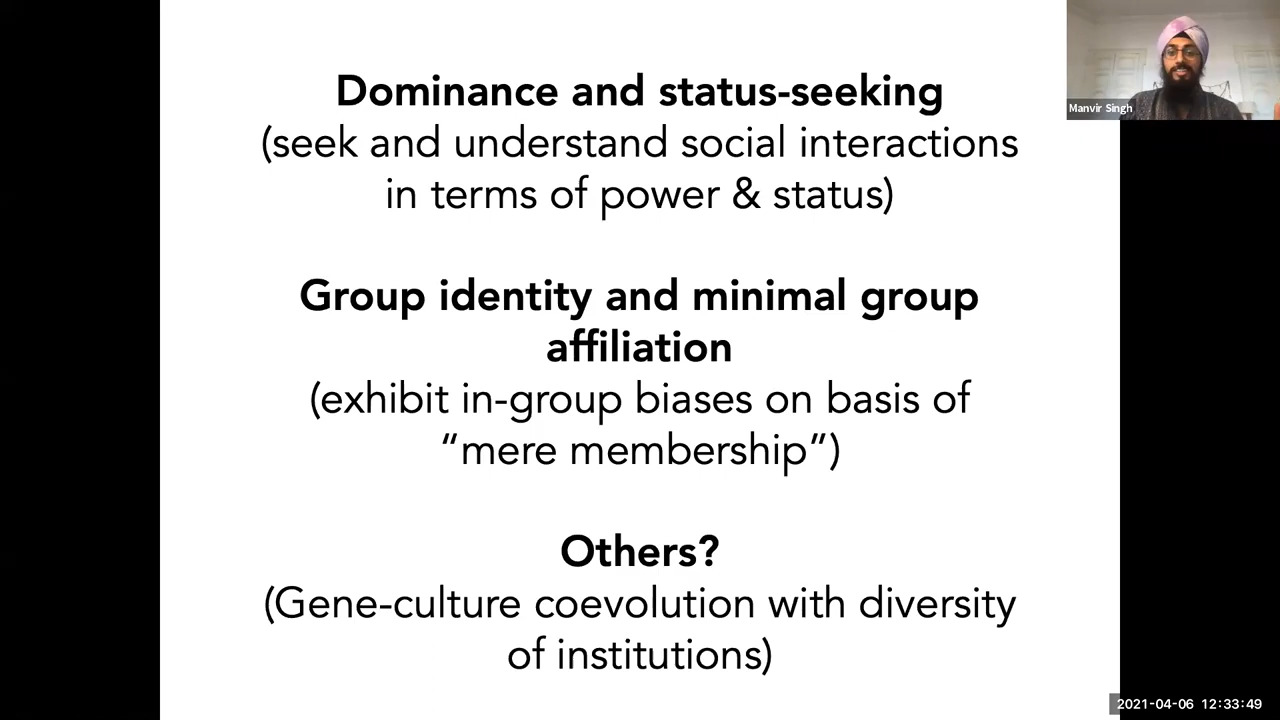 Dominance and status-seeking
(seek and understand social interactions
in terms of power & status)
Group identity and minimal group
affiliation
(exhibit in-group biases on basis of
“mere membership”)
Others?
(Gene-culture coevolution with diversity
of institutions)
Manvir Singh
2021-04-06 12:33:49